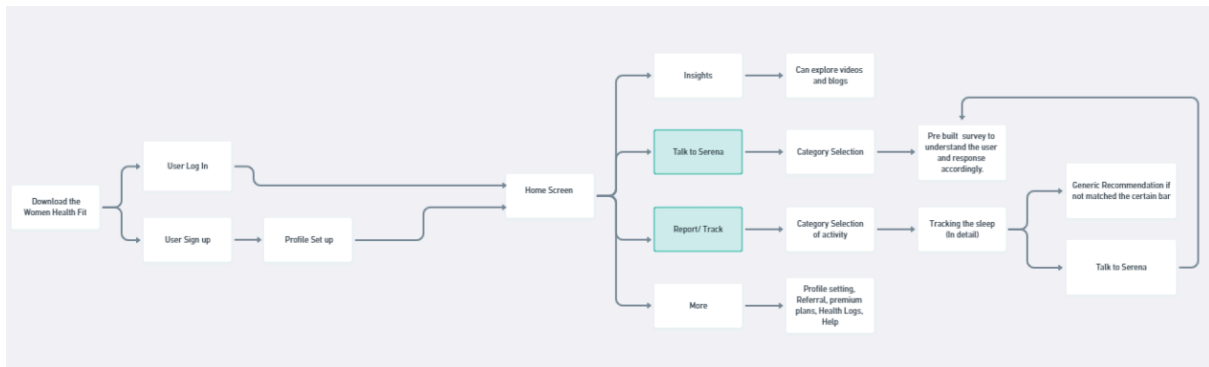 Download the
Women Health Fit
User Log In
User Sign up
Profile Set up
Home Screen
Insights
Can explore videos
and blogs
Talk to Serena
Category Selection
Pre built survey to
understand the user
and response
accordingly.
Report/ Track
Category Selection
of activity
Tracking the sleep
(In detail)
Generic Recommendation if
not matched the certain bar
Talk to Serena
More
Profile setting,
Referral, premium
plans, Health Logs,
Help